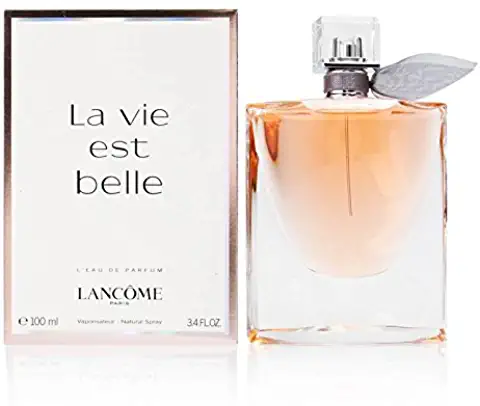 La vie
est
belle
L'EAU DE PARFUM
LANCÔME
PARIS
℮ 100 ml Vaporisateur - Natural Spray 3.4 FL.OZ.